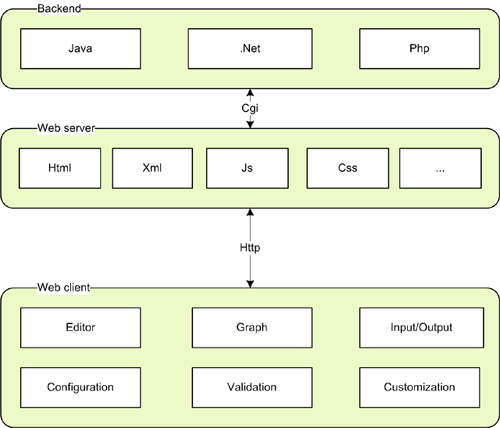 Backend
Java .Net Php
Cgi
Web server
Html Xml Js Css ...
Http
Web client
Editor Graph Input/Output
Configuration Validation Customization